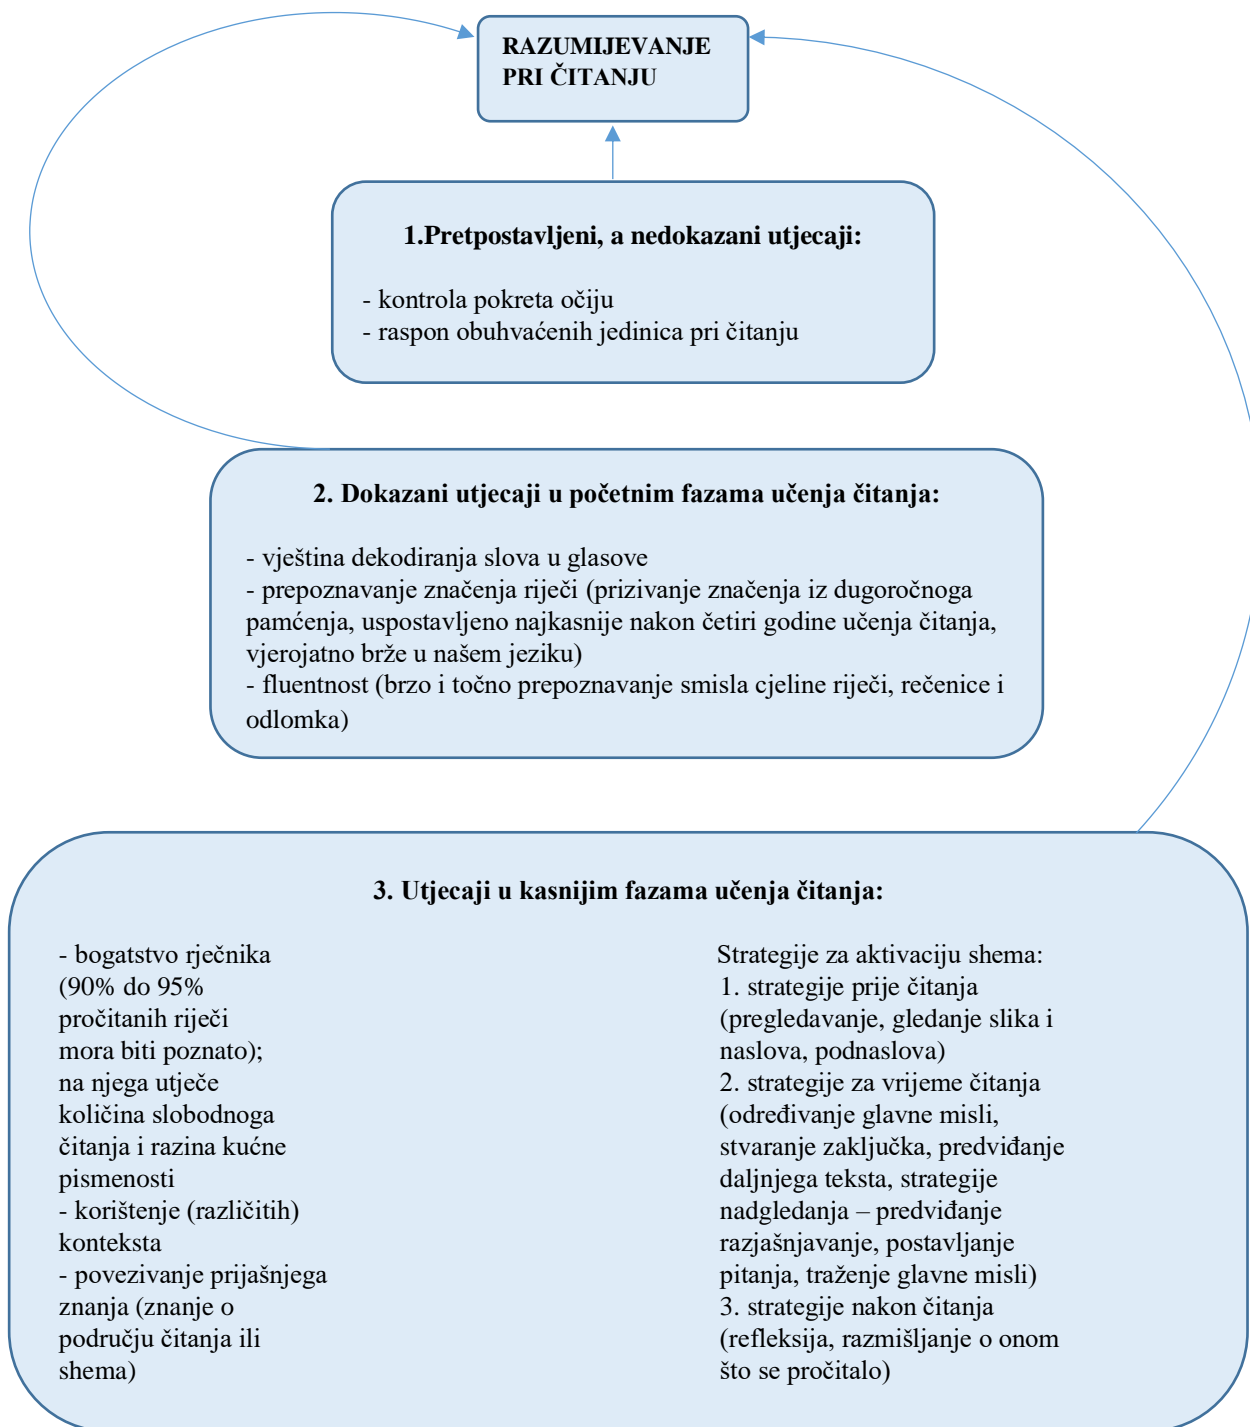 RAZUMIJEVANJE
PRI ČITANJU
1.Pretpostavljeni, a nedokazani utjecaji:
- kontrola pokreta očiju
- raspon obuhvaćenih jedinica pri čitanju
2. Dokazani utjecaji u početnim fazama učenja čitanja:
- vještina dekodiranja slova u glasove
- prepoznavanje značenja riječi (prizivanje značenja iz dugoročnoga
pamćenja, uspostavljeno najkasnije nakon četiri godine učenja čitanja,
vjerojatno brže u našem jeziku)
- fluentnost (brzo i točno prepoznavanje smisla cjeline riječi, rečenice i
odlomka)
3. Utjecaji u kasnijim fazama učenja čitanja:
- bogatstvo rječnika
(90% do 95%
pročitanih riječi
mora biti poznato);
na njega utječe
količina slobodnoga
čitanja i razina kućne
pismenosti
- korištenje (različitih)
konteksta
- povezivanje prijašnjega
znanja (znanje o
području čitanja ili
shema)
Strategije za aktivaciju shema:
1. strategije prije čitanja
(pregledavanje, gledanje slika i
naslova, podnaslova)
2. strategije za vrijeme čitanja
(određivanje glavne misli,
stvaranje zaključka, predviđanje
daljnjega teksta, strategije
nadgledanja – predviđanje
razjašnjavanje, postavljanje
pitanja, traženje glavne misli)
3. strategije nakon čitanja
(refleksija, razmišljanje o onom
što se pročitalo)